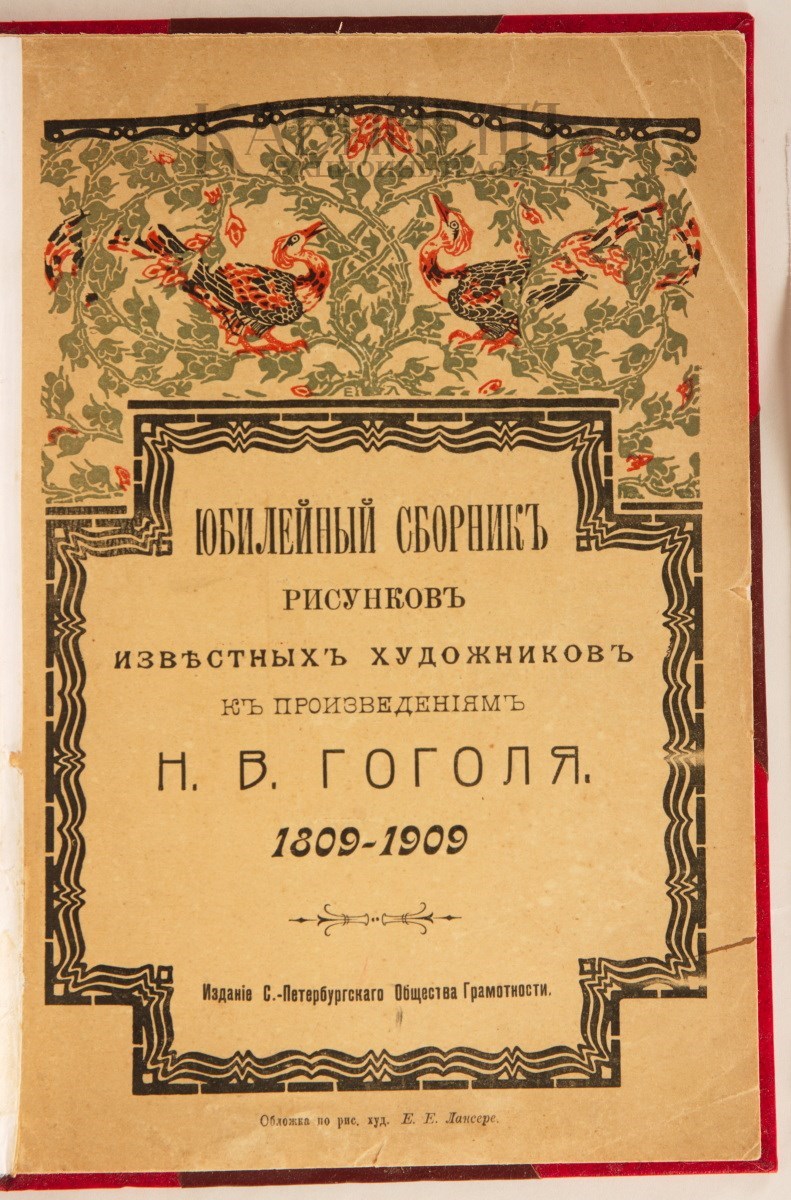 ЮБИЛЕЙНЫЙ СБОРНИКЪ
РИСУНКОВЪ
ИЗВѢСТНЫХЪ ХУДОЖНИКОВЪ
КЪ ПРОИЗВЕДЕНІЯМЪ
Н. В. ГОГОЛЯ.
1809-1909
Изданіе С.-Петербургскаго Общества Грамотности.
Обложка по рис. худ. Е. Е. Лансере.